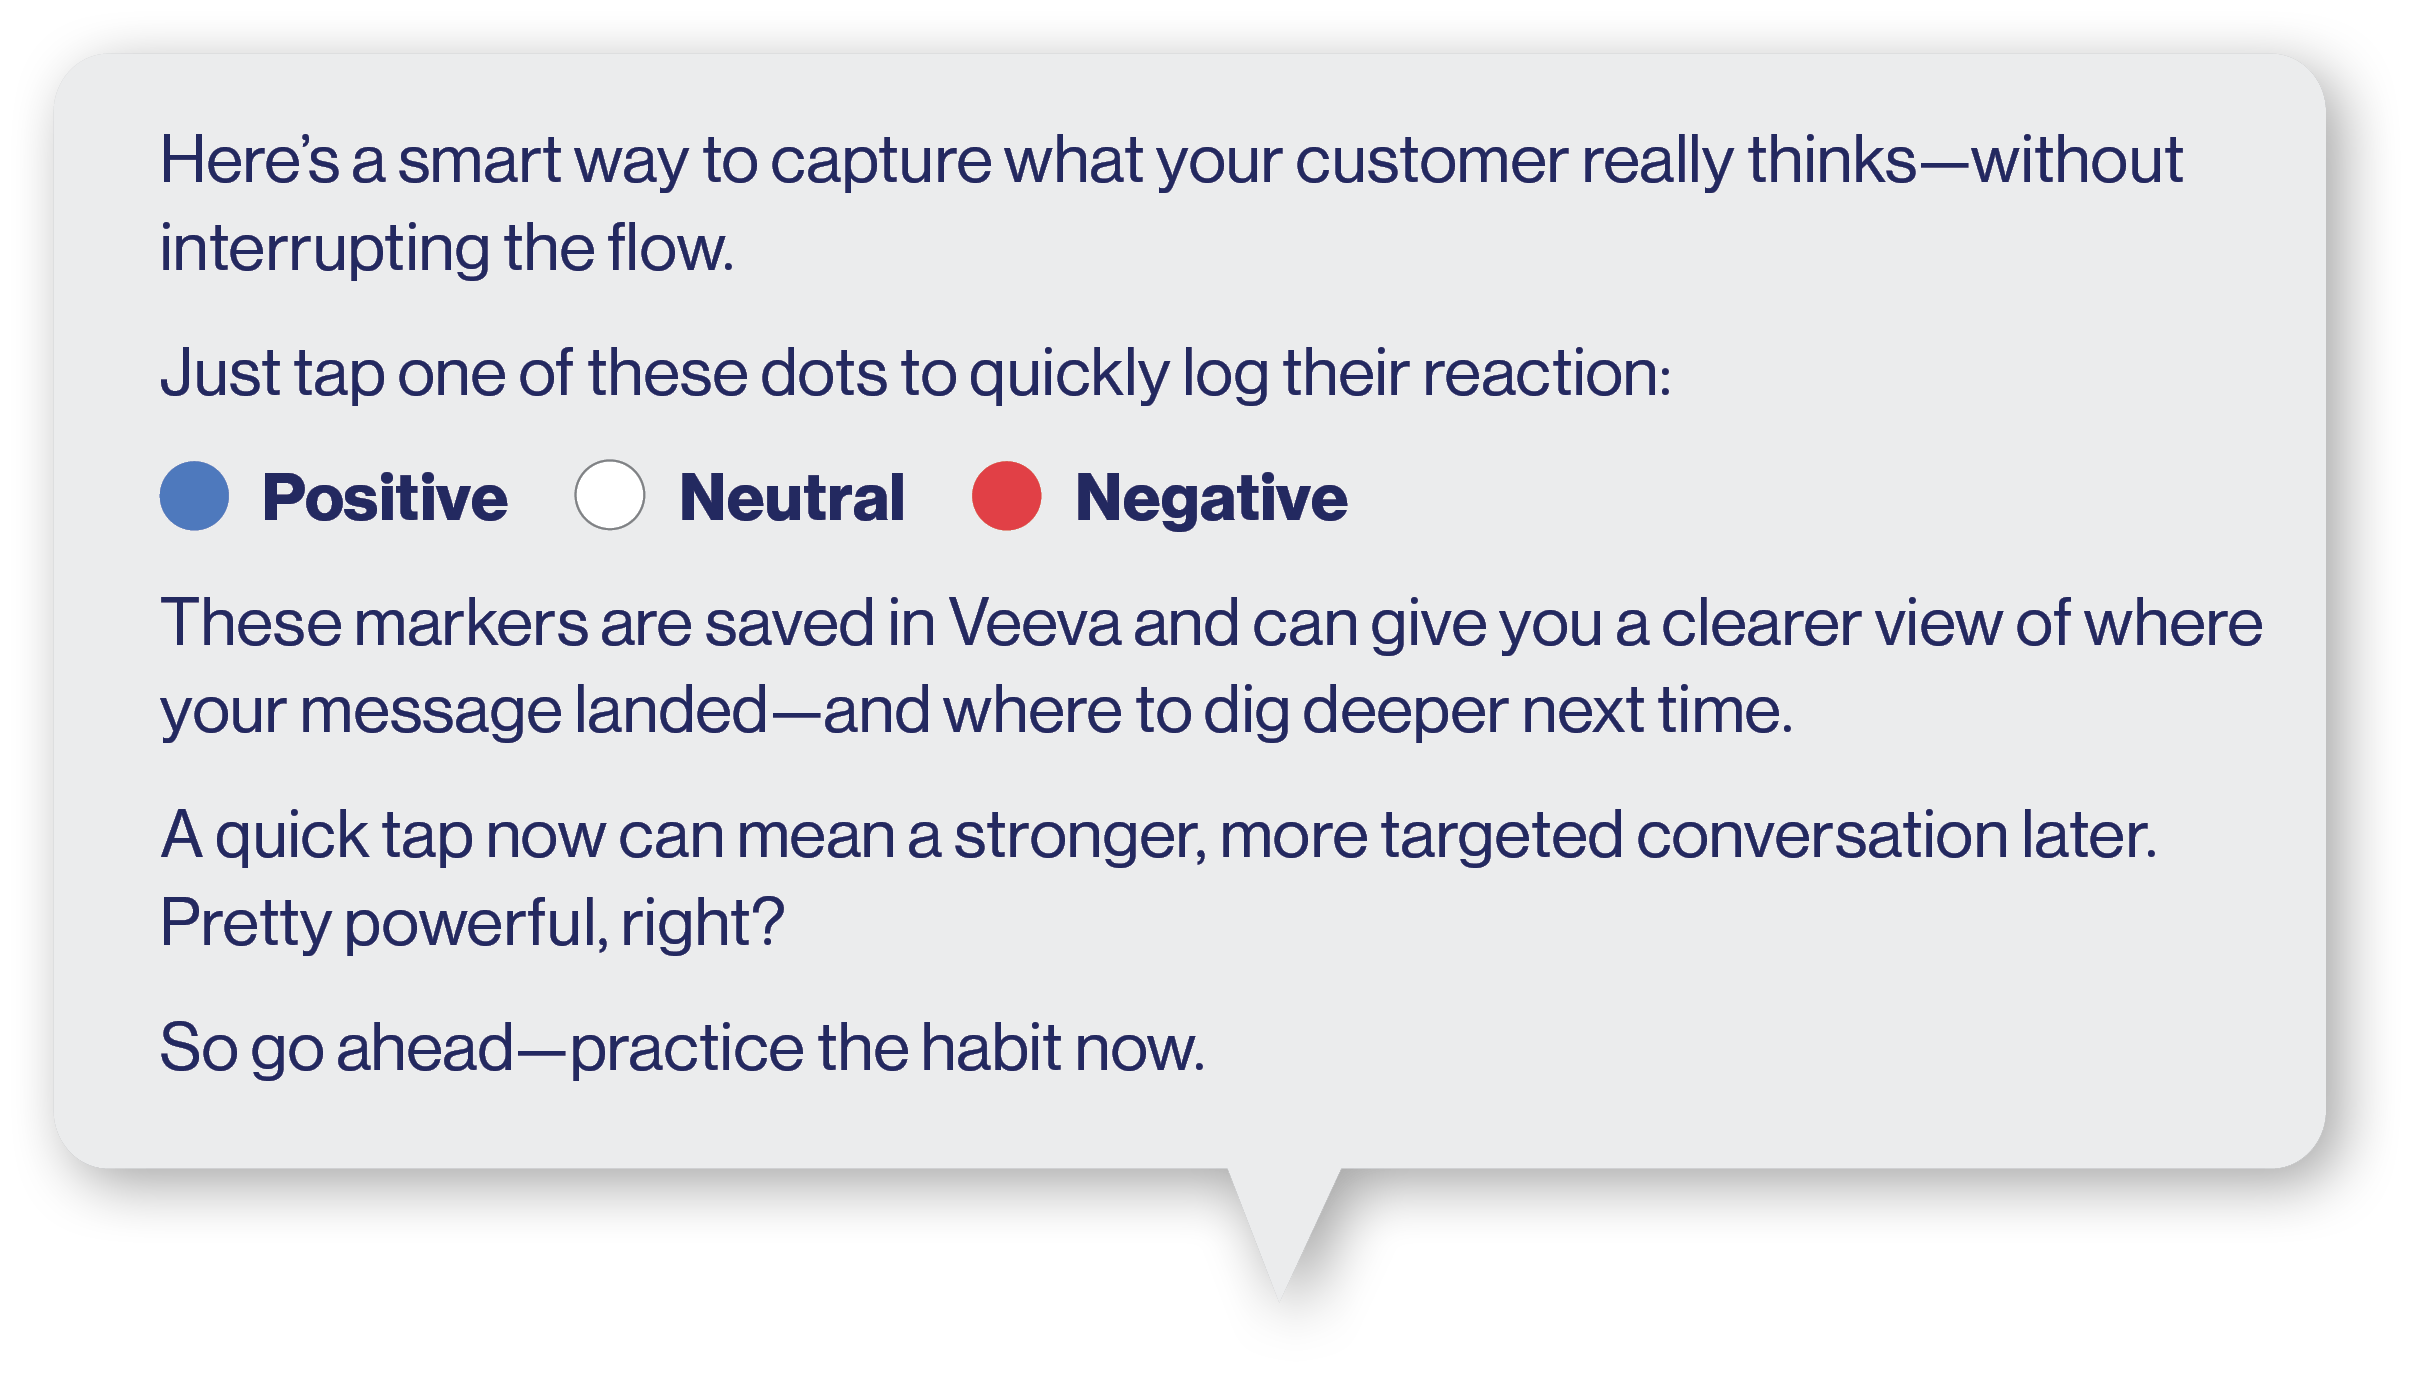 Here’s a smart way to capture what your customer really thinks—without
interrupting the flow.
Just tap one of these dots to quickly log their reaction:
Positive Neutral Negative
These markers are saved in Veeva and can give you a clearer view of where
your message landed—and where to dig deeper next time.
A quick tap now can mean a stronger, more targeted conversation later.
Pretty powerful, right?
So go ahead—practice the habit now.